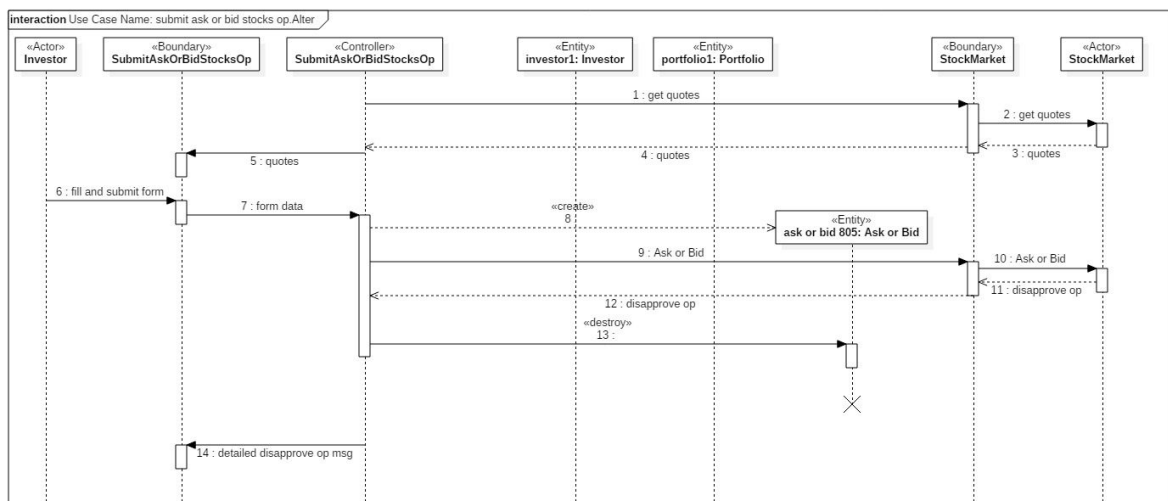 interaction Use Case Name: submit ask or bid stocks op.Alter
«Actor»
Investor
«Boundary»
SubmitAskOrBidStocksOp
«Controller»
SubmitAskOrBidStocksOp
«Entity»
investor1: Investor
«Entity»
portfolio1: Portfolio
«Boundary»
StockMarket
«Actor»
StockMarket
1 : get quotes
2 : get quotes
3 : quotes
4 : quotes
5 : quotes
6 : fill and submit form
7 : form data
«create»
8
«Entity»
ask or bid 805: Ask or Bid
9 : Ask or Bid
10 : Ask or Bid
11 : disapprove op
12 : disapprove op
«destroy»
13 :
14 : detailed disapprove op msg